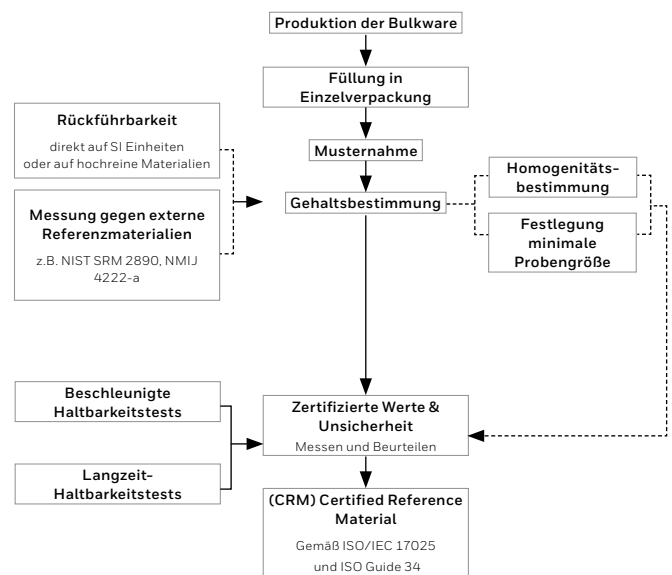 Produktion der Bulkware
Füllung in
Einzelverpackung
Rückführbarkeit
direkt auf SI Einheiten
oder auf hochreine Materialien
Musternahme
Homogenitäts-
bestimmung
Messung gegen externe
Referenzmaterialien
z.B. NIST SRM 2890, NMIJ
4222-a
Gehaltsbestimmung
Festlegung
minimale
Probengröße
Beschleunigte
Haltbarkeitstests
Zertifizierte Werte &
Unsicherheit
Messen und Beurteilen
Langzeit-
Haltbarkeitstests
(CRM) Certified Reference
Material
Gemäß ISO/IEC 17025
und ISO Guide 34